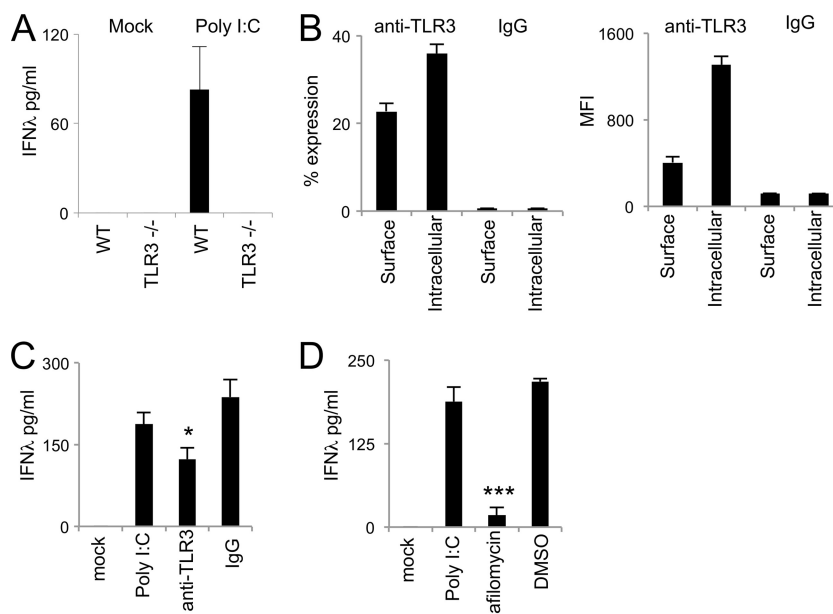 A
Mock Poly I:C
IFNλ pg/ml
120
60
0
WT
TLR3 -/-
WT
TLR3 -/-
B
anti-TLR3 IgG
% expression
40
20
0
Surface
Intracellular
Surface
Intracellular
anti-TLR3 IgG
MFI
1600
800
0
Surface
Intracellular
Surface
Intracellular
C
IFNλ pg/ml
300
150
0
*
mock
Poly I:C
anti-TLR3
IgG
D
IFNλ pg/ml
250
125
0
***
mock
Poly I:C
afilomycin
DMSO